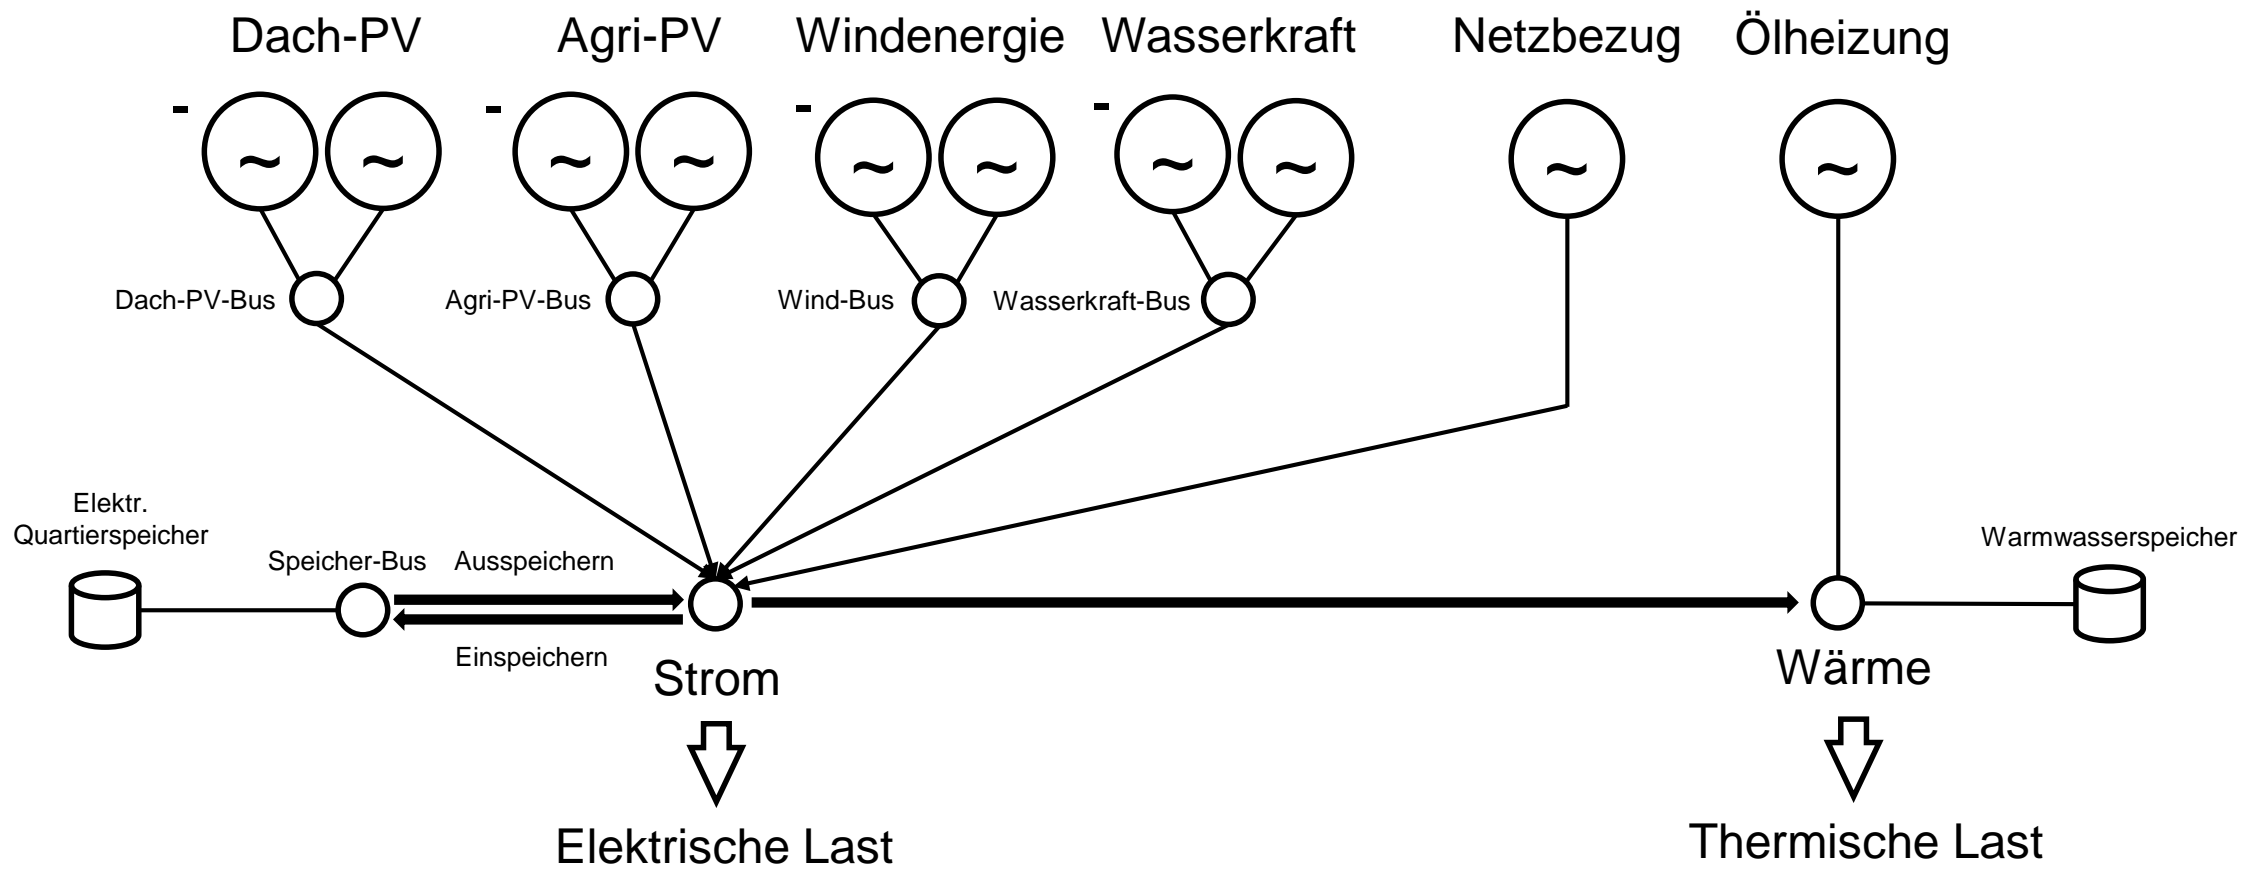 Dach-PV
Agri-PV
Windenergie
Wasserkraft
Netzbezug
Ölheizung
- ~ ~
- ~ ~
- ~ ~
- ~ ~
~
~
Dach-PV-Bus
Agri-PV-Bus
Wind-Bus
Wasserkraft-Bus
Elektr.
Quartierspeicher
Speicher-Bus
Ausspeichern
Einspeichern
Warmwasserspeicher
Strom
Wärme
Elektrische Last
Thermische Last